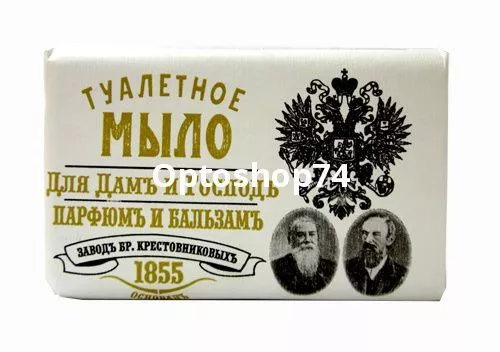 ТУАЛЕТНОЕ
МЫЛО
Для Дамъ и Господъ
Optoshop74
ПАРФЮМЪ И БАЛЬЗАМЪ
ЗАВОДЪ БР. КРЕСТОВНИКОВЫХЪ
1855
ОСНОВАНЪ